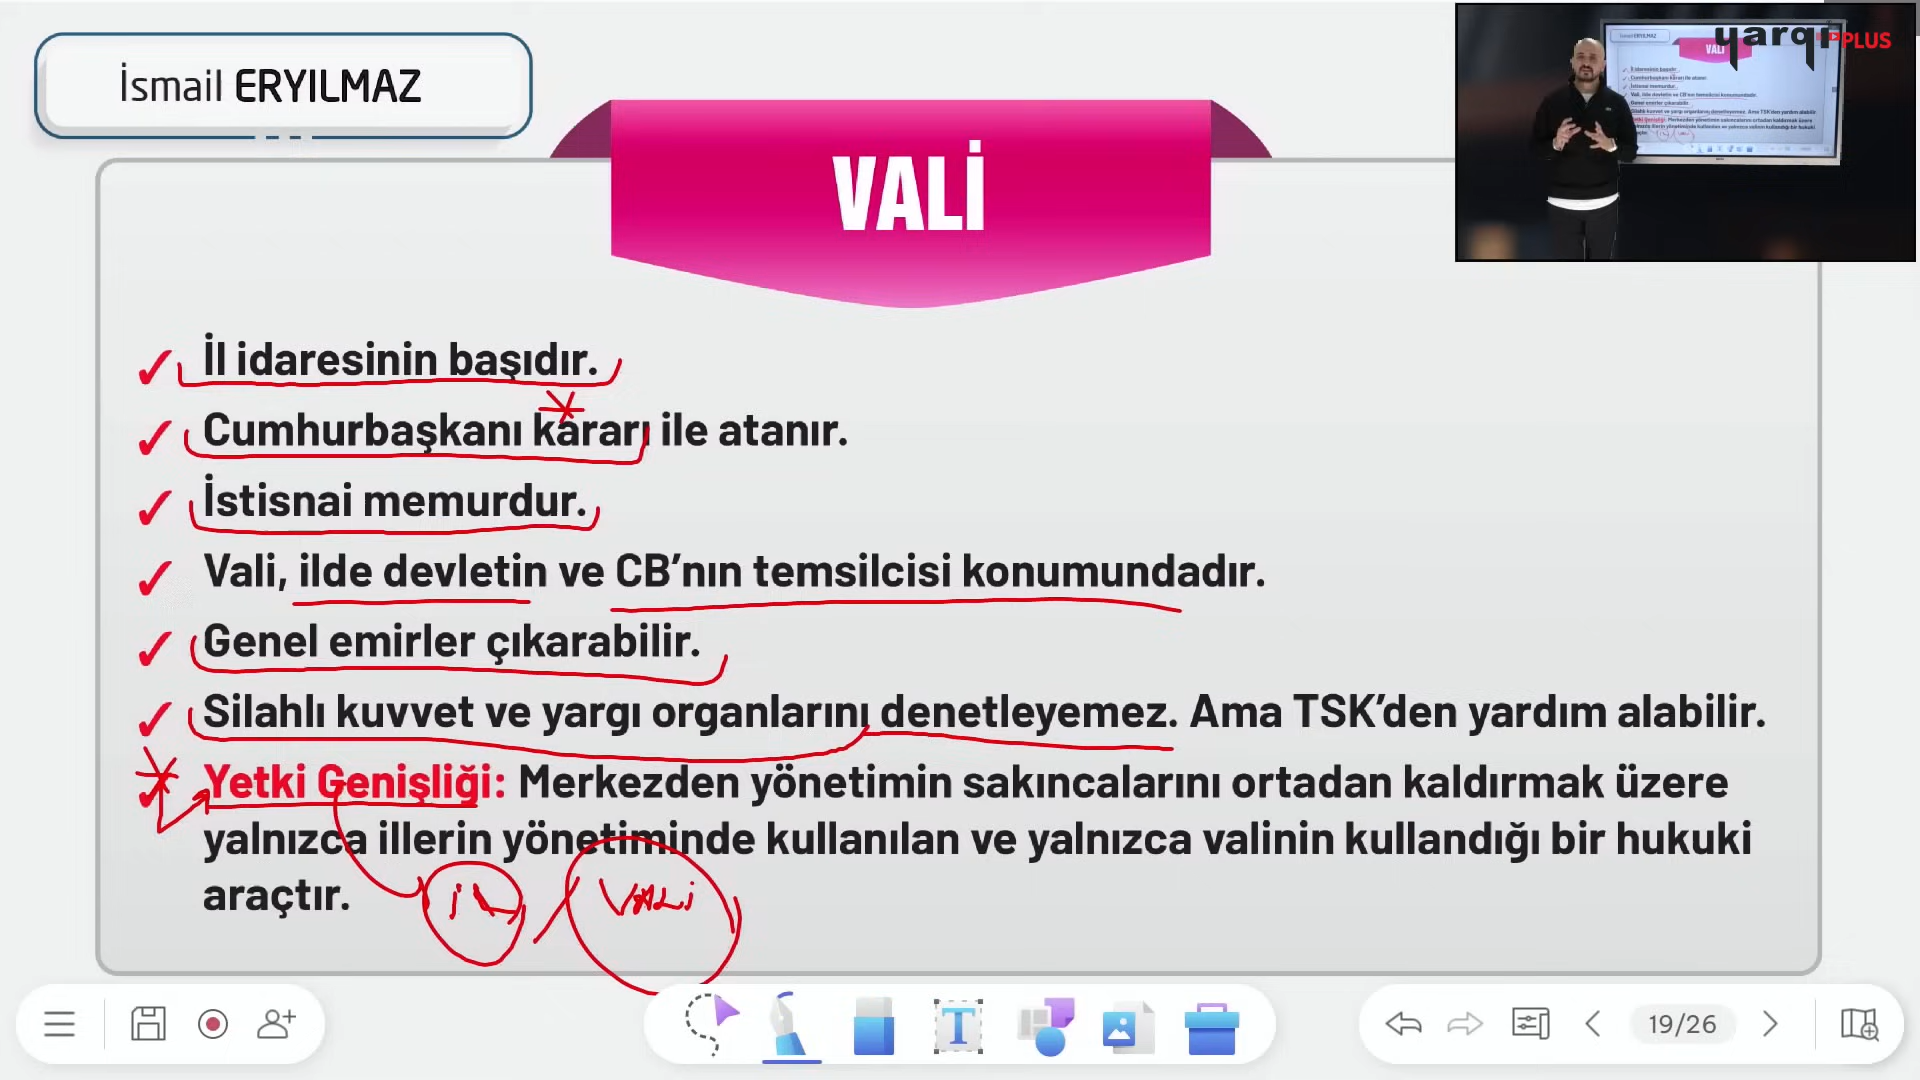 İsmail ERYILMAZ
yargı PLUS
VALİ
İl idaresinin başıdır.
Cumhurbaşkanı kararı ile atanır.
İstisnai memurdur.
Vali, ilde devletin ve CB’nın temsilcisi konumundadır.
Genel emirler çıkarabilir.
Silahlı kuvvet ve yargı organlarını denetleyemez. Ama TSK’den yardım alabilir.
Yetki Genişliği: Merkezden yönetimin sakıncalarını ortadan kaldırmak üzere
yalnızca illerin yönetiminde kullanılan ve yalnızca valinin kullandığı bir hukuki
araçtır.
İL / VALİ
19/26